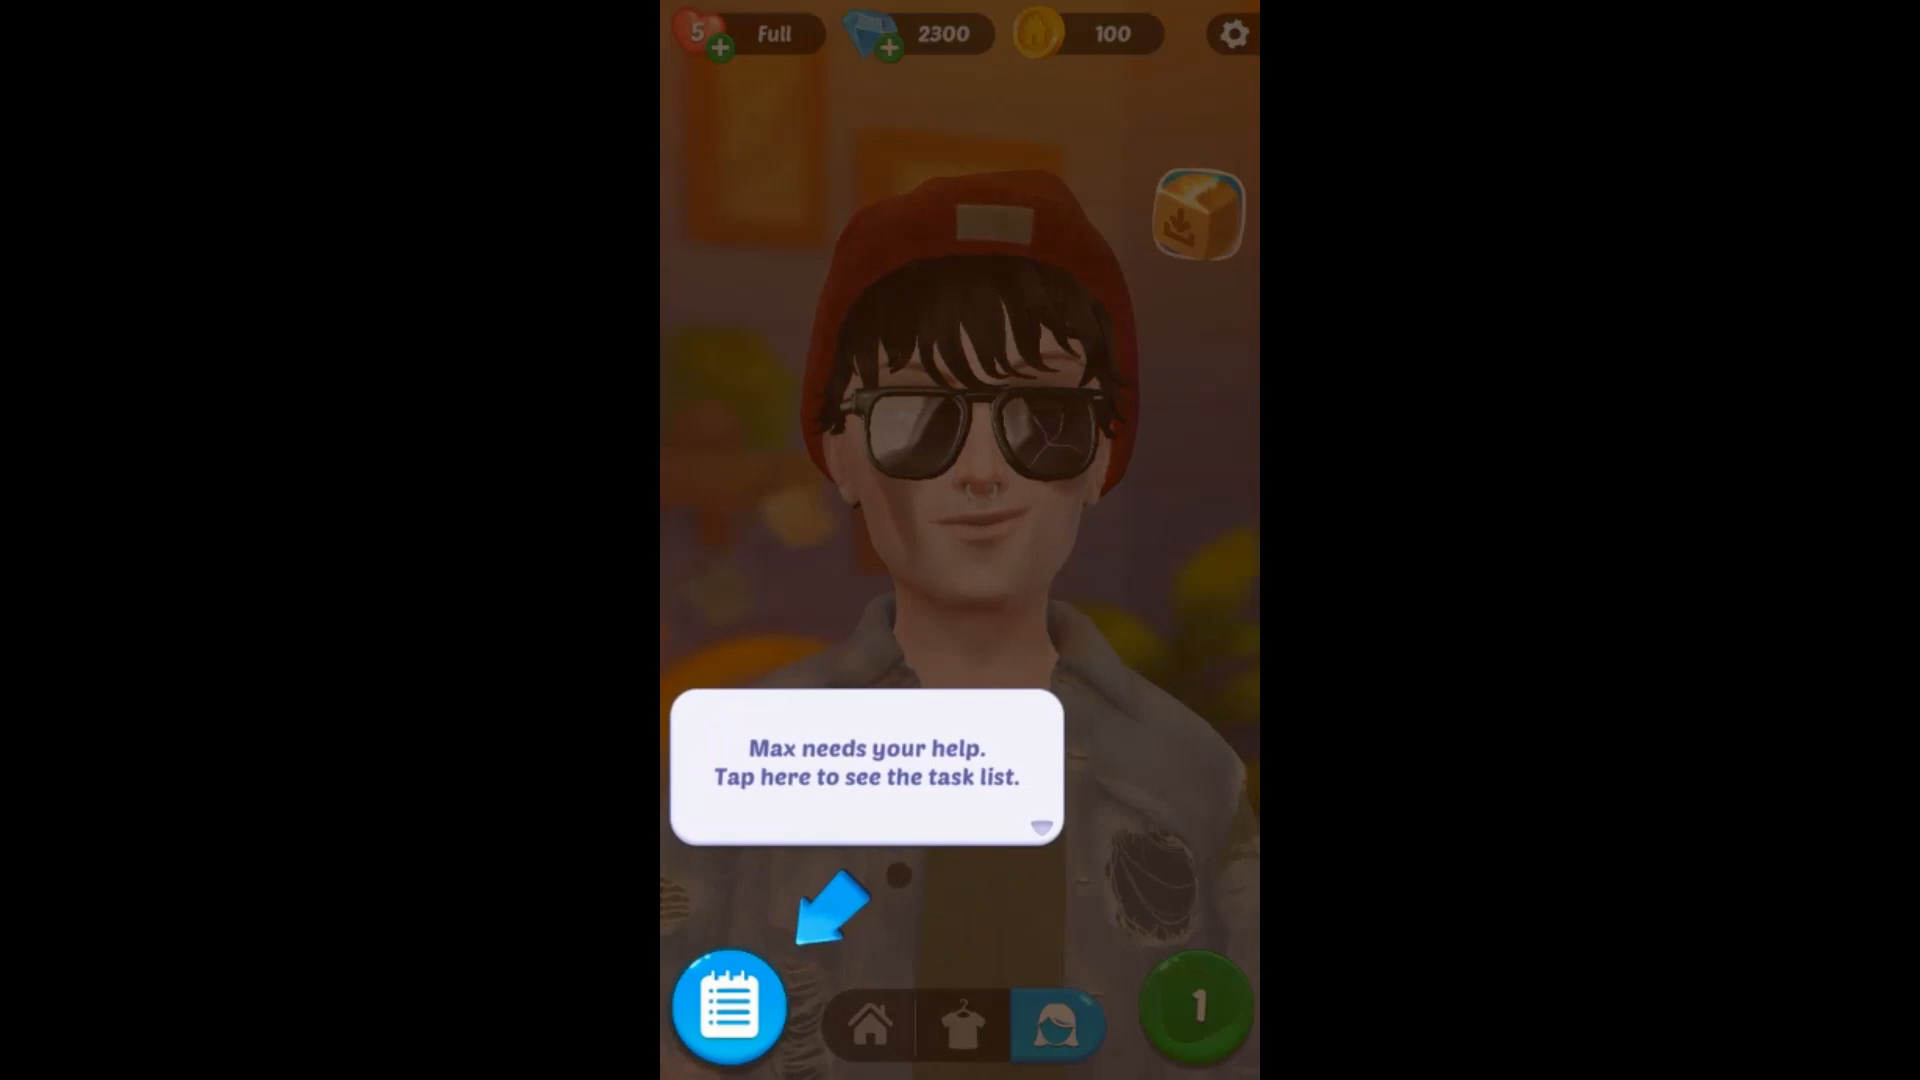 5 Full 2300 100
Max needs your help.
Tap here to see the task list.
1